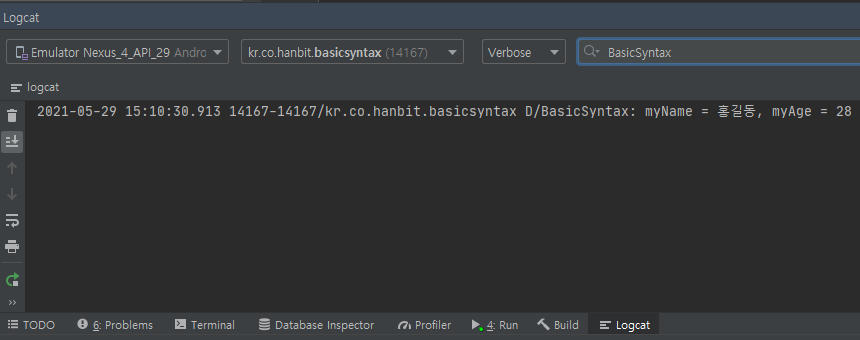 Logcat
Emulator Nexus_4_API_29 Andro kr.co.hanbit.basicsyntax (14167) Verbose BasicSyntax
logcat
2021-05-29 15:10:30.913 14167-14167/kr.co.hanbit.basicsyntax D/BasicSyntax: myName = 홍길동, myAge = 28
TODO 6: Problems Terminal Database Inspector Profiler 4: Run Build Logcat